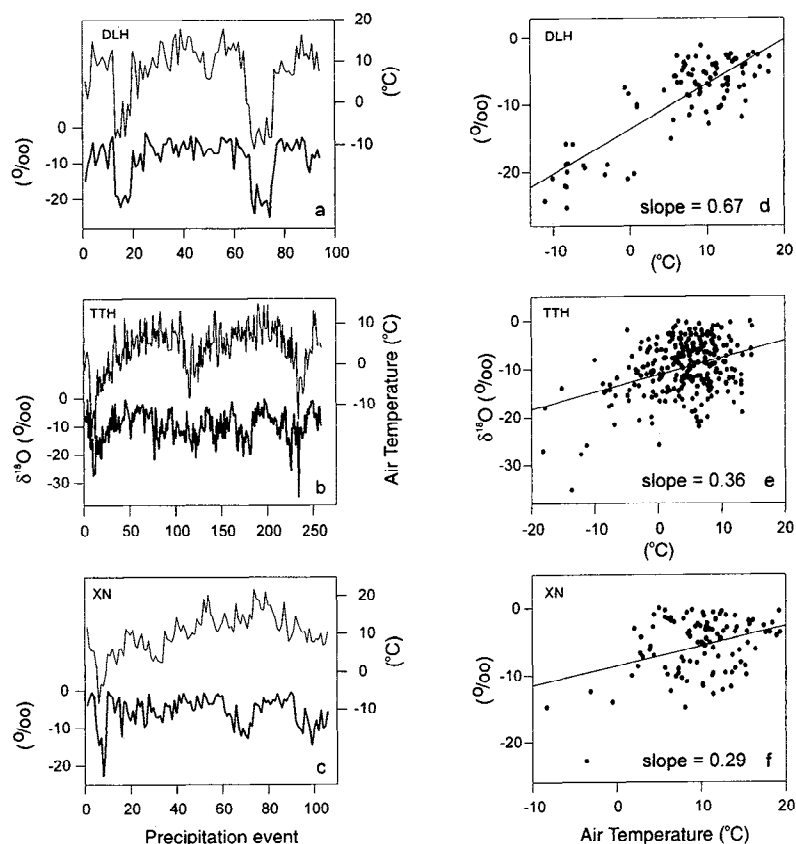 DLH
20
10
0
-10
(°C)
0
-10
-20
(⁰/oo)
a
0 20 40 60 80 100
DLH
0
-10
-20
(⁰/oo)
slope = 0.67 d
-10 0 10 20
(°C)
TTH
10
0
-10
Air Temperature (°C)
0
-10
-20
-30
δ¹⁸O (⁰/oo)
b
0 50 100 150 200 250
TTH
0
-10
-20
-30
δ¹⁸O (⁰/oo)
slope = 0.36 e
-20 -10 0 10 20
(°C)
XN
20
10
0
-10
(°C)
0
-10
-20
(⁰/oo)
c
0 20 40 60 80 100
Precipitation event
XN
0
-10
-20
(⁰/oo)
slope = 0.29 f
-10 0 10 20
Air Temperature (°C)